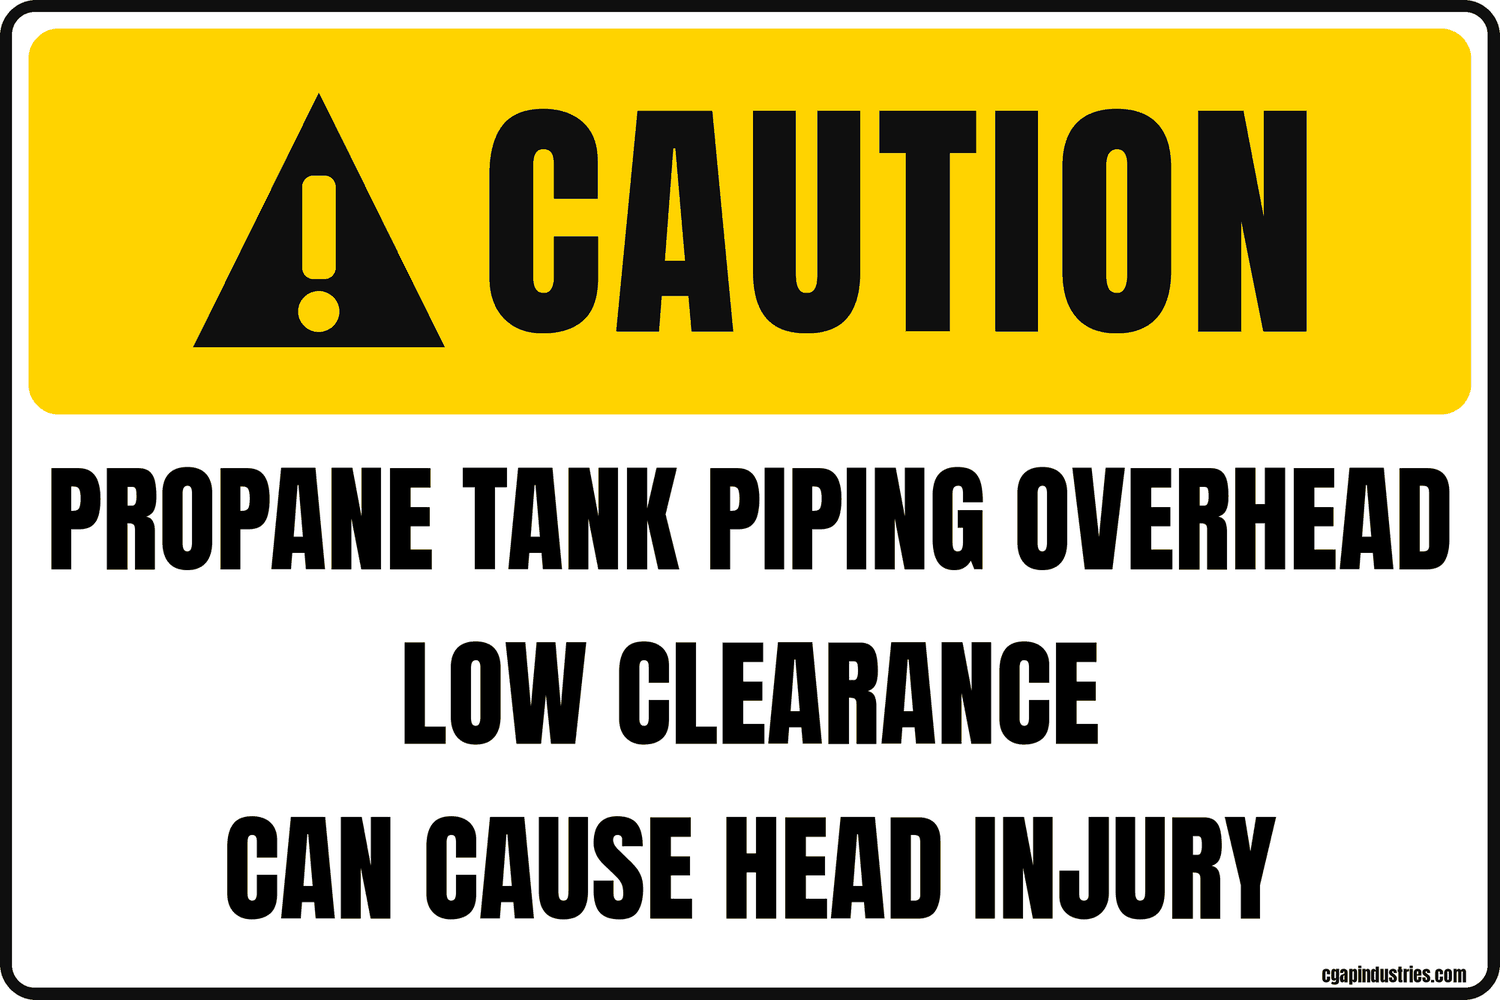 CAUTION
PROPANE TANK PIPING OVERHEAD
LOW CLEARANCE
CAN CAUSE HEAD INJURY
cgapindustries.com